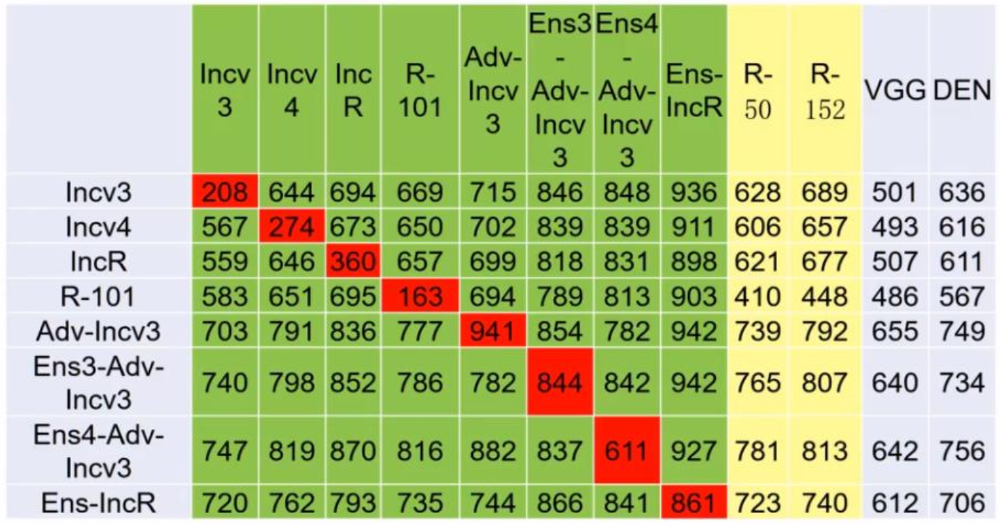 Incv 3 Incv 4 Inc R R-101 Adv-Incv 3 Ens3-Adv-Incv 3 Ens4-Adv-Incv 3 Ens-IncR R-50 R-152 VGG DEN
Incv3 208 644 694 669 715 846 848 936 628 689 501 636
Incv4 567 274 673 650 702 839 839 911 606 657 493 616
IncR 559 646 360 657 699 818 831 898 621 677 507 611
R-101 583 651 695 163 694 789 813 903 410 448 486 567
Adv-Incv3 703 791 836 777 941 854 782 942 739 792 655 749
Ens3-Adv-Incv3 740 798 852 786 782 844 842 942 765 807 640 734
Ens4-Adv-Incv3 747 819 870 816 882 837 611 927 781 813 642 756
Ens-IncR 720 762 793 735 744 866 841 861 723 740 612 706